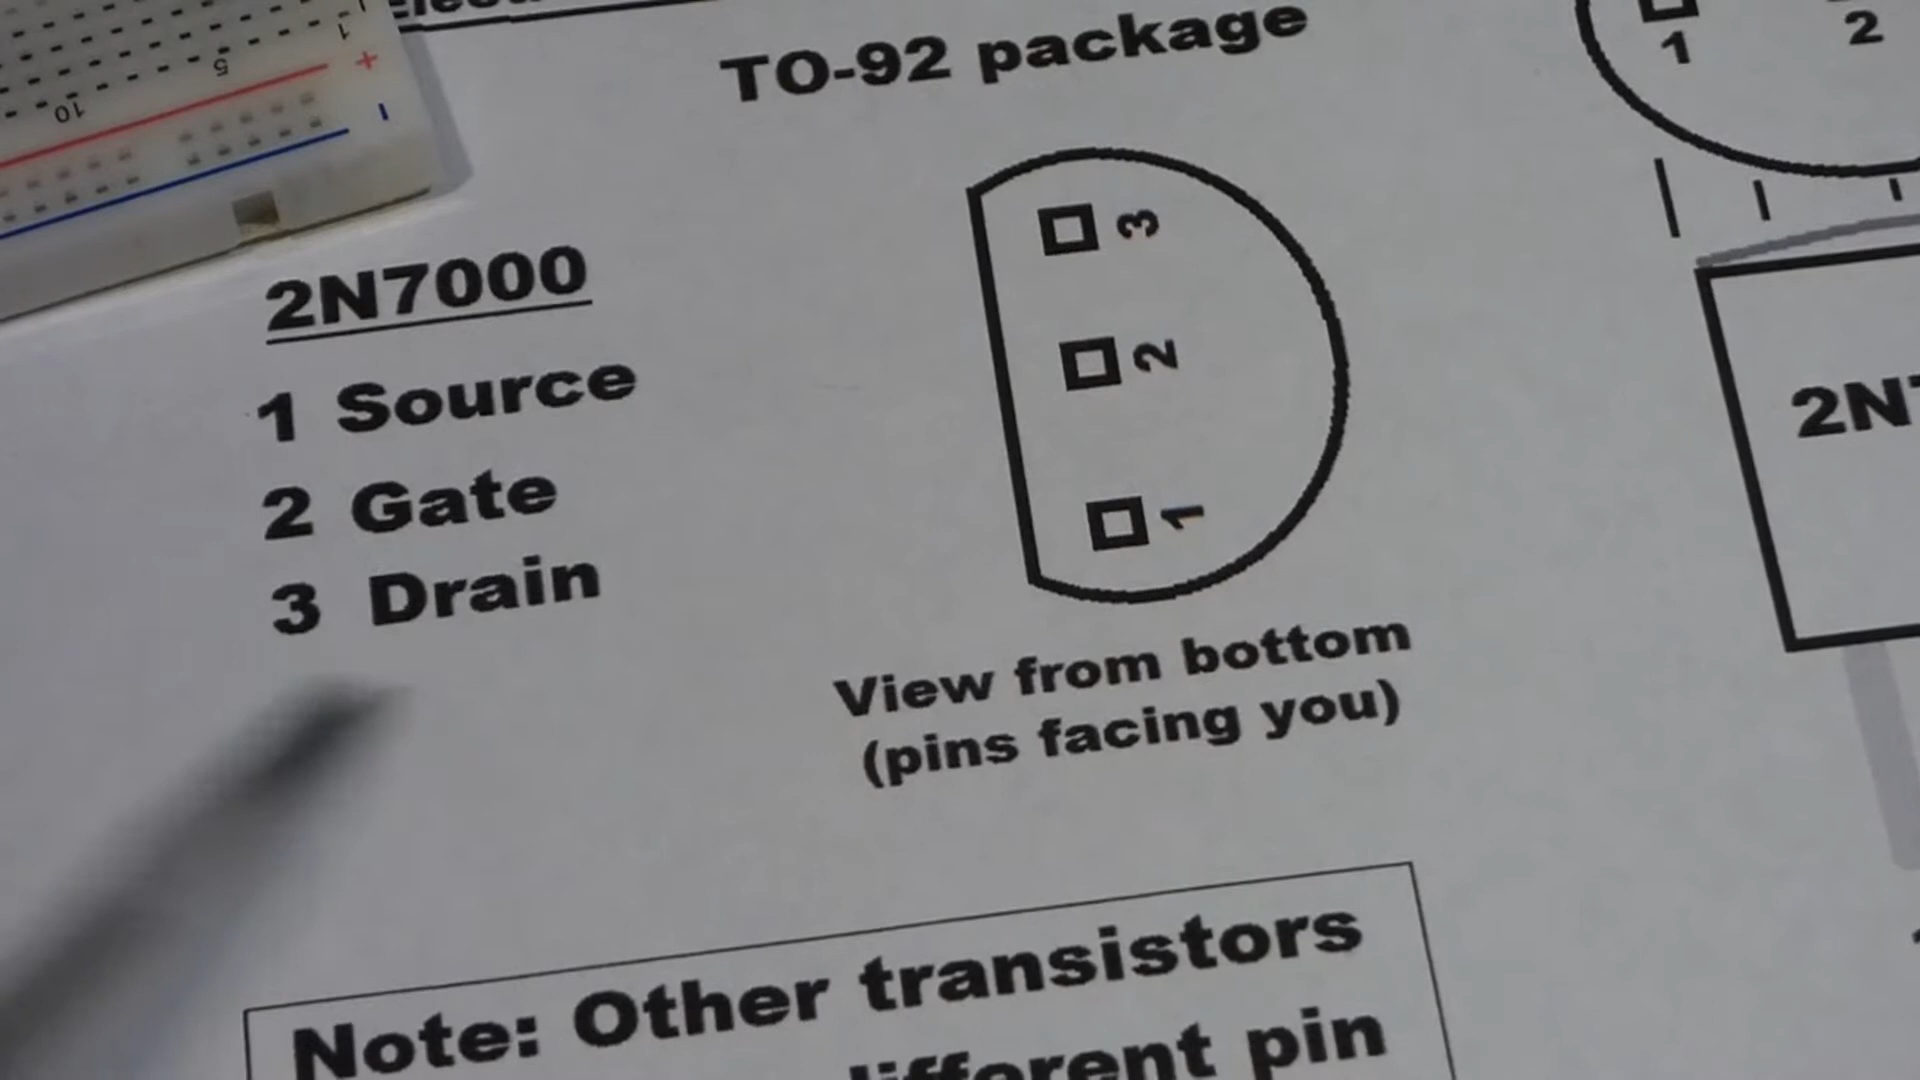 TO-92 package
2N7000
1 Source
2 Gate
3 Drain
3
2
1
View from bottom
(pins facing you)
Note: Other transistors
pin
1
2
1
5
10
+